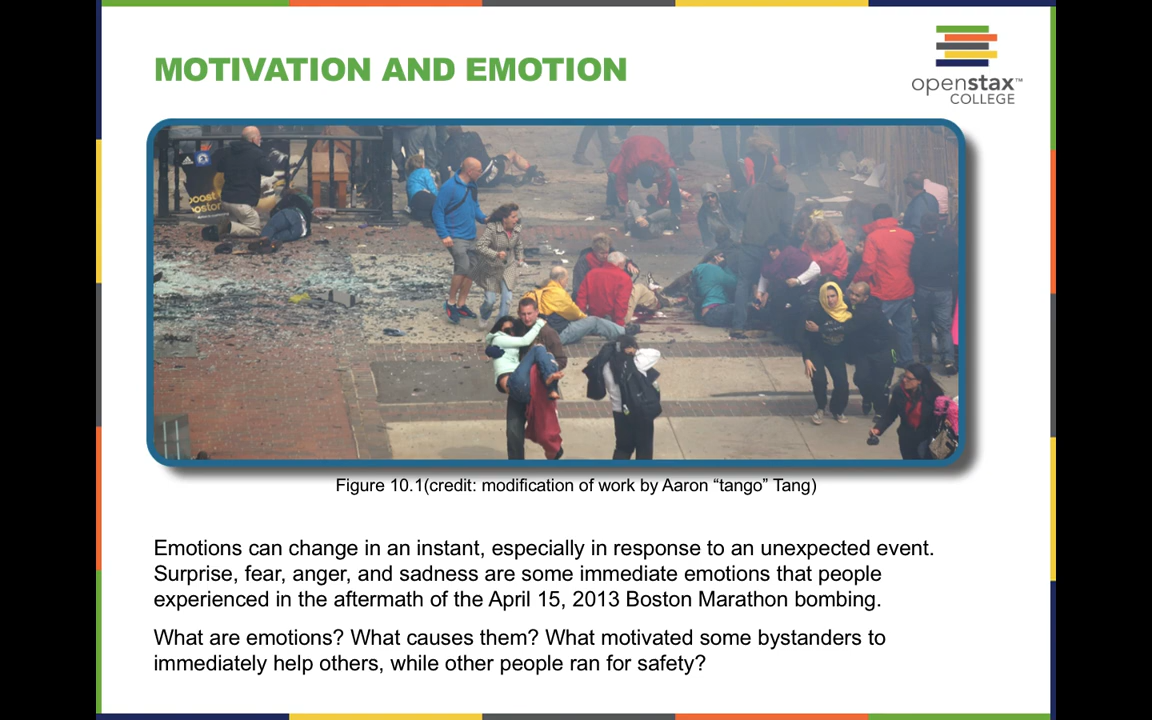 MOTIVATION AND EMOTION
openstax™
COLLEGE
adidas
boost
boston
Figure 10.1(credit: modification of work by Aaron “tango” Tang)
Emotions can change in an instant, especially in response to an unexpected event.
Surprise, fear, anger, and sadness are some immediate emotions that people
experienced in the aftermath of the April 15, 2013 Boston Marathon bombing.
What are emotions? What causes them? What motivated some bystanders to
immediately help others, while other people ran for safety?